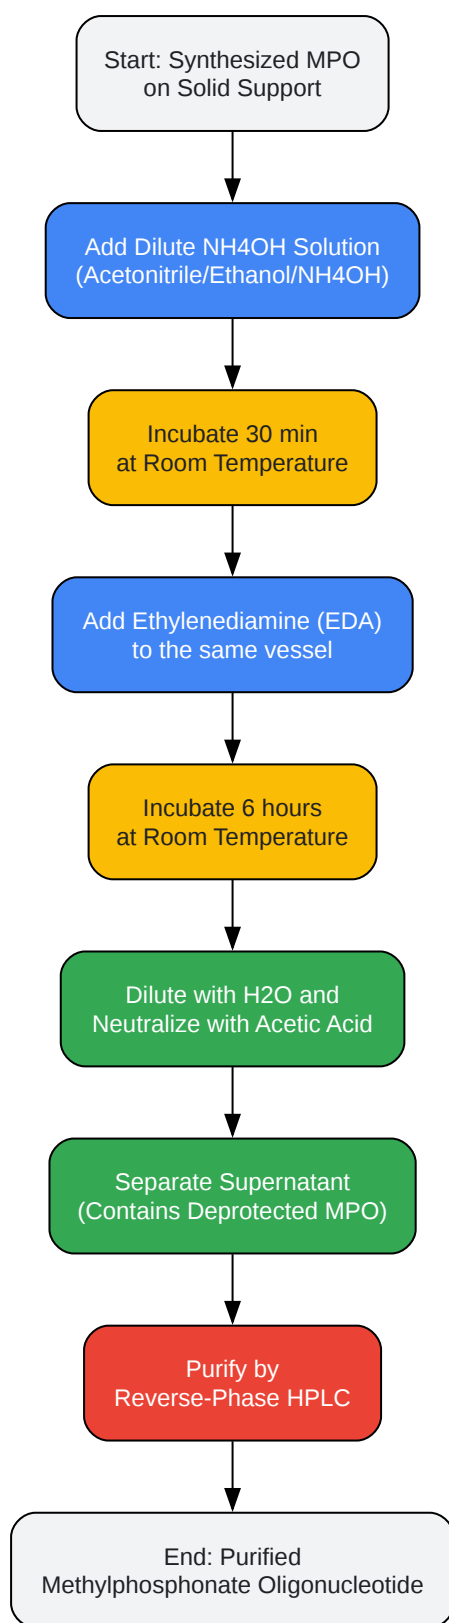 Start: Synthesized MPO
on Solid Support
Add Dilute NH4OH Solution
(Acetonitrile/Ethanol/NH4OH)
Incubate 30 min
at Room Temperature
Add Ethylenediamine (EDA)
to the same vessel
Incubate 6 hours
at Room Temperature
Dilute with H2O and
Neutralize with Acetic Acid
Separate Supernatant
(Contains Deprotected MPO)
Purify by
Reverse-Phase HPLC
End: Purified
Methylphosphonate Oligonucleotide